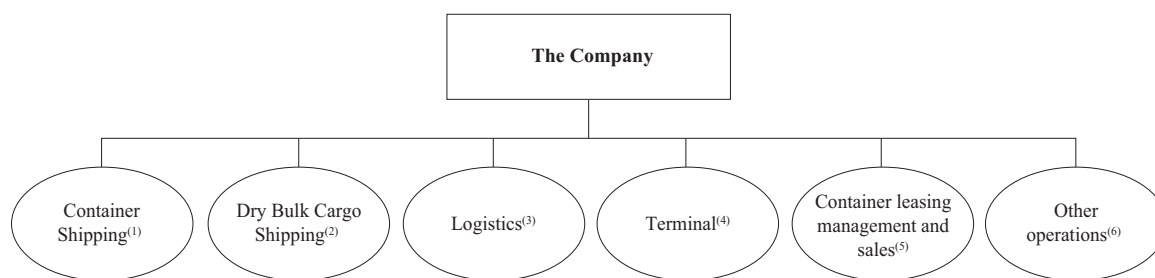 The Company
Container
Shipping(1)
Dry Bulk Cargo
Shipping(2)
Logistics(3)
Terminal(4)
Container leasing
management and
sales(5)
Other
operations(6)